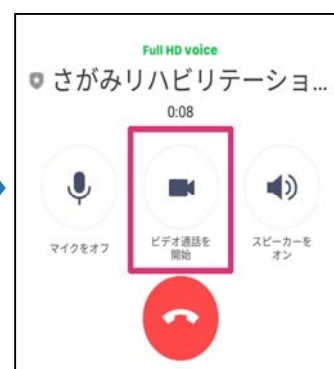 Full HD voice
さがみリハビリテーショ...
0:08
マイクをオフ
ビデオ通話を
開始
スピーカーを
オン